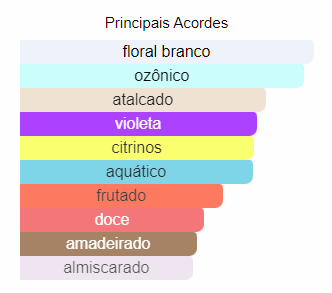 Principais Acordes
floral branco
ozônico
atalcado
violeta
citrinos
aquático
frutado
doce
amadeirado
almiscarado